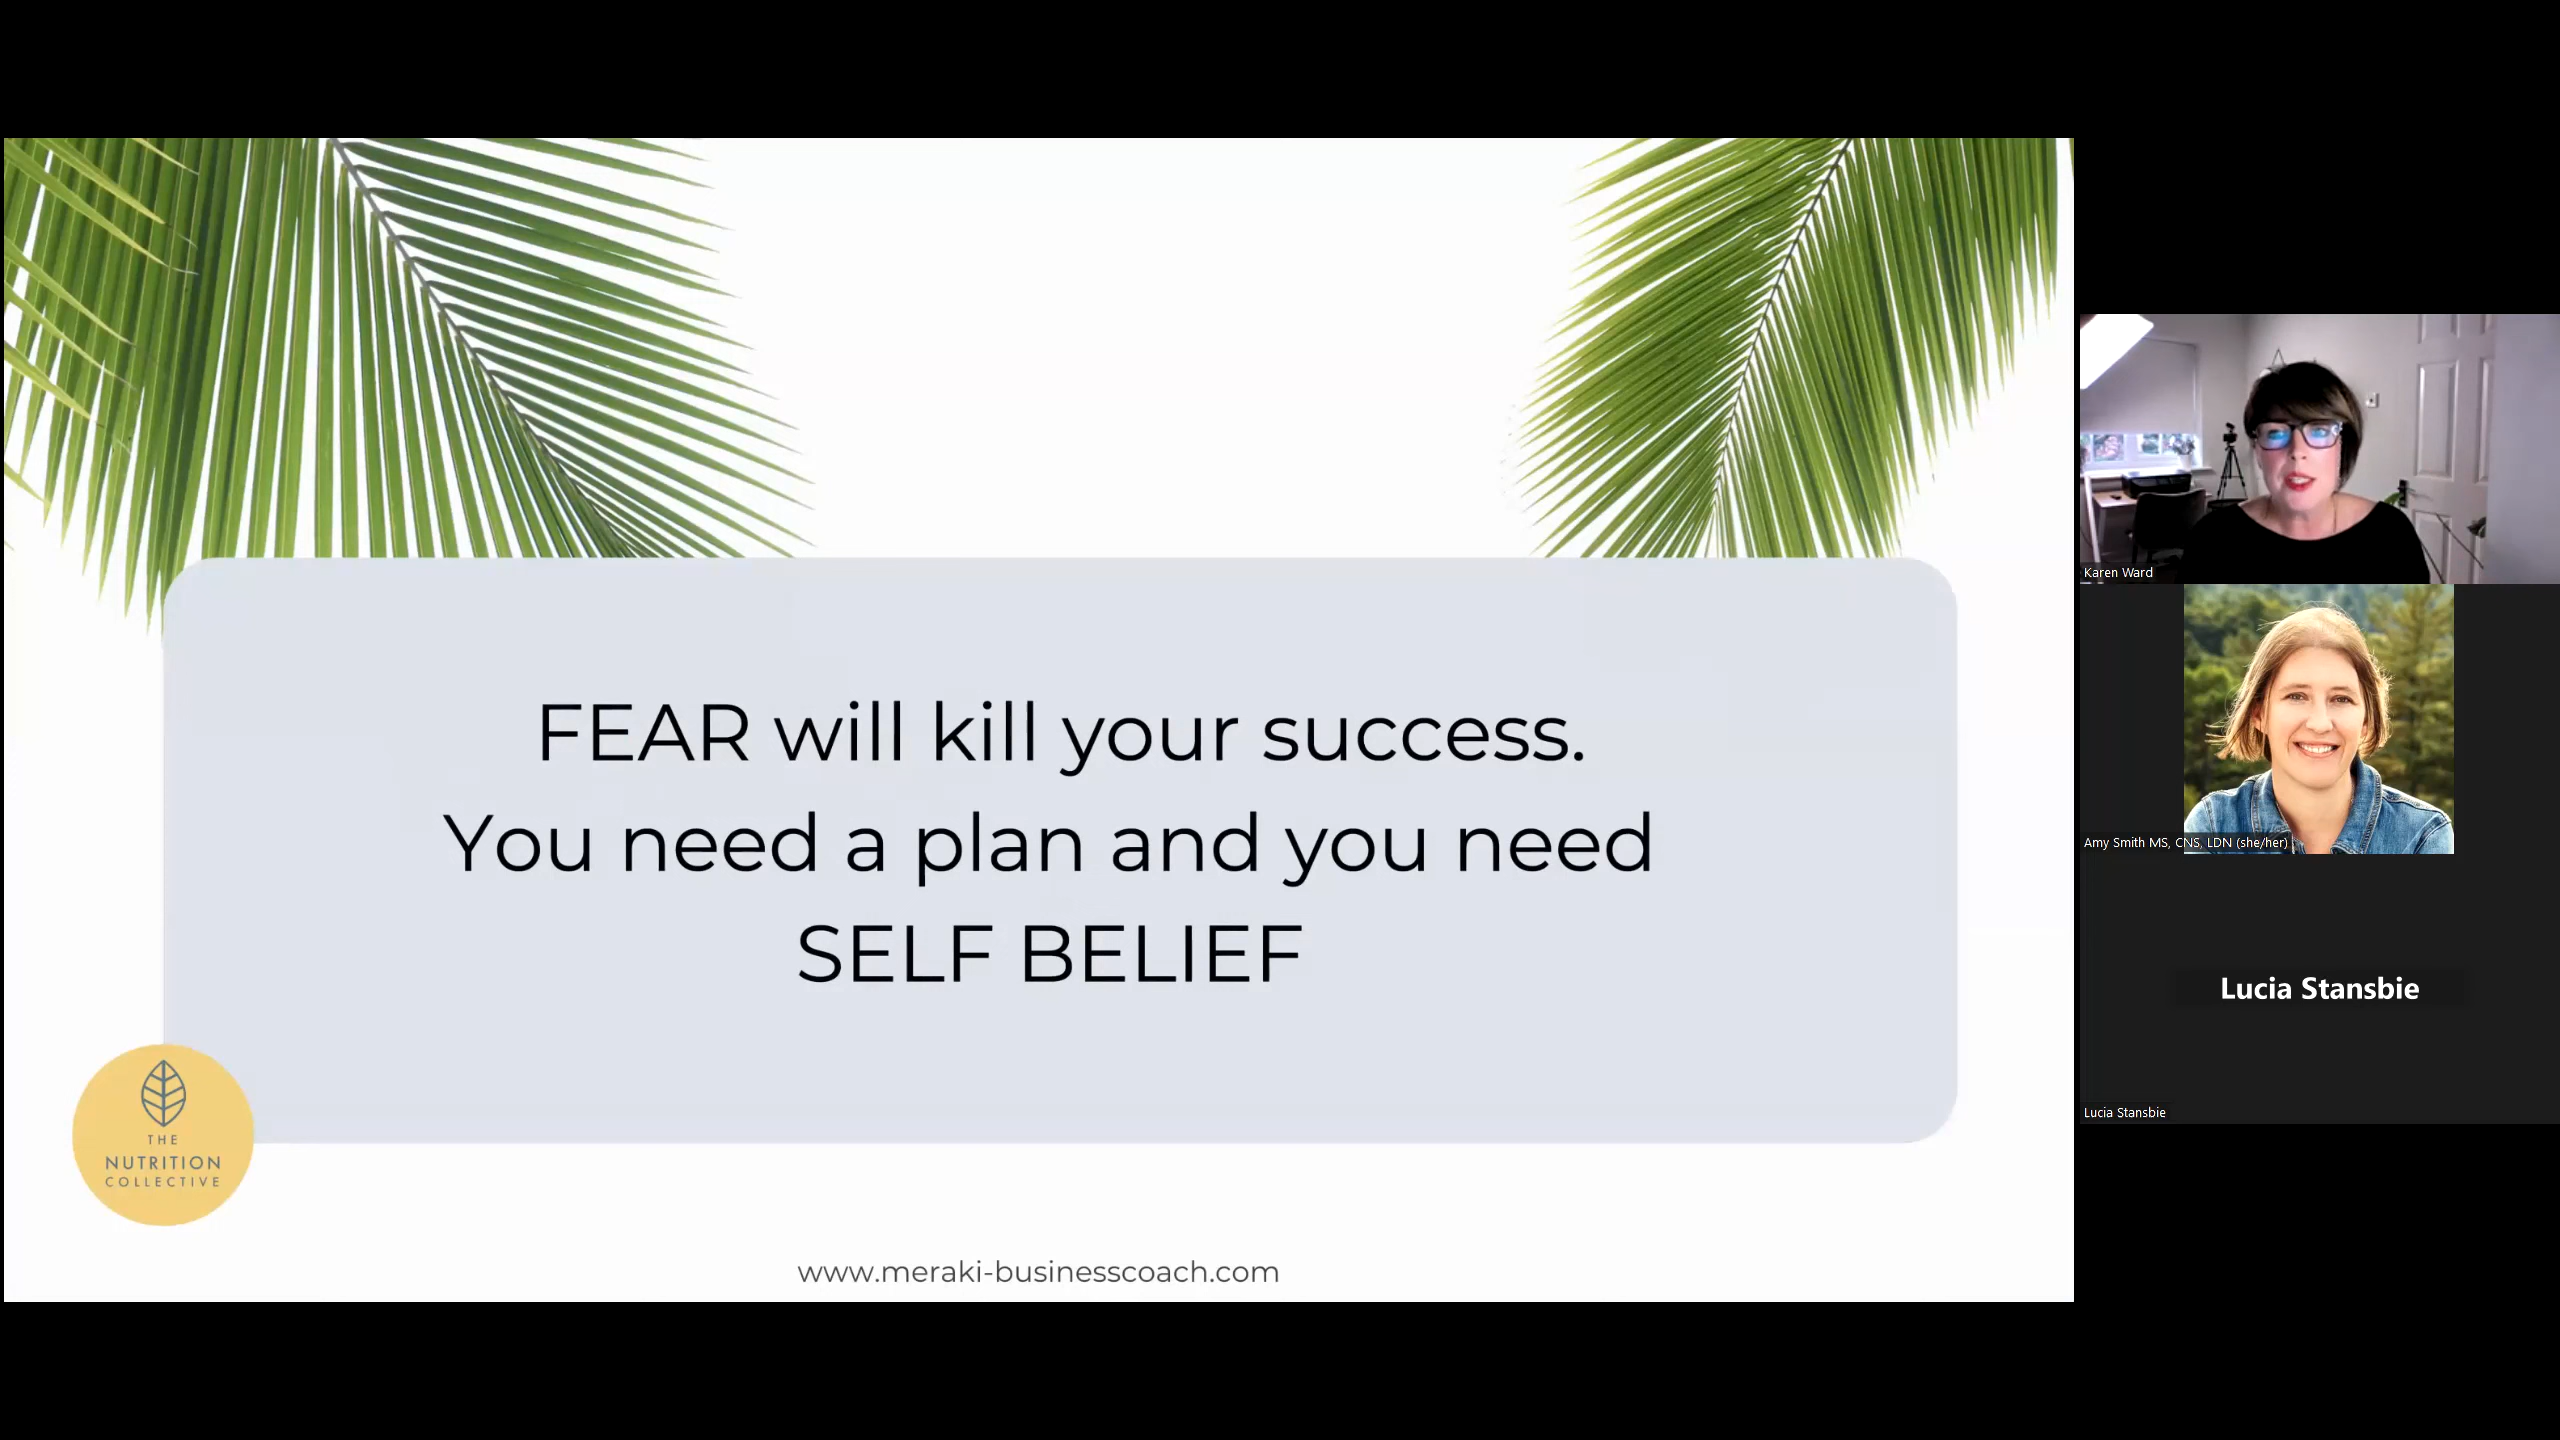 FEAR will kill your success.
You need a plan and you need
SELF BELIEF
THE
NUTRITION
COLLECTIVE
www.meraki-businesscoach.com
Karen Ward
Amy Smith MS, CNS, LDN (she/her)
Lucia Stansbie
Lucia Stansbie